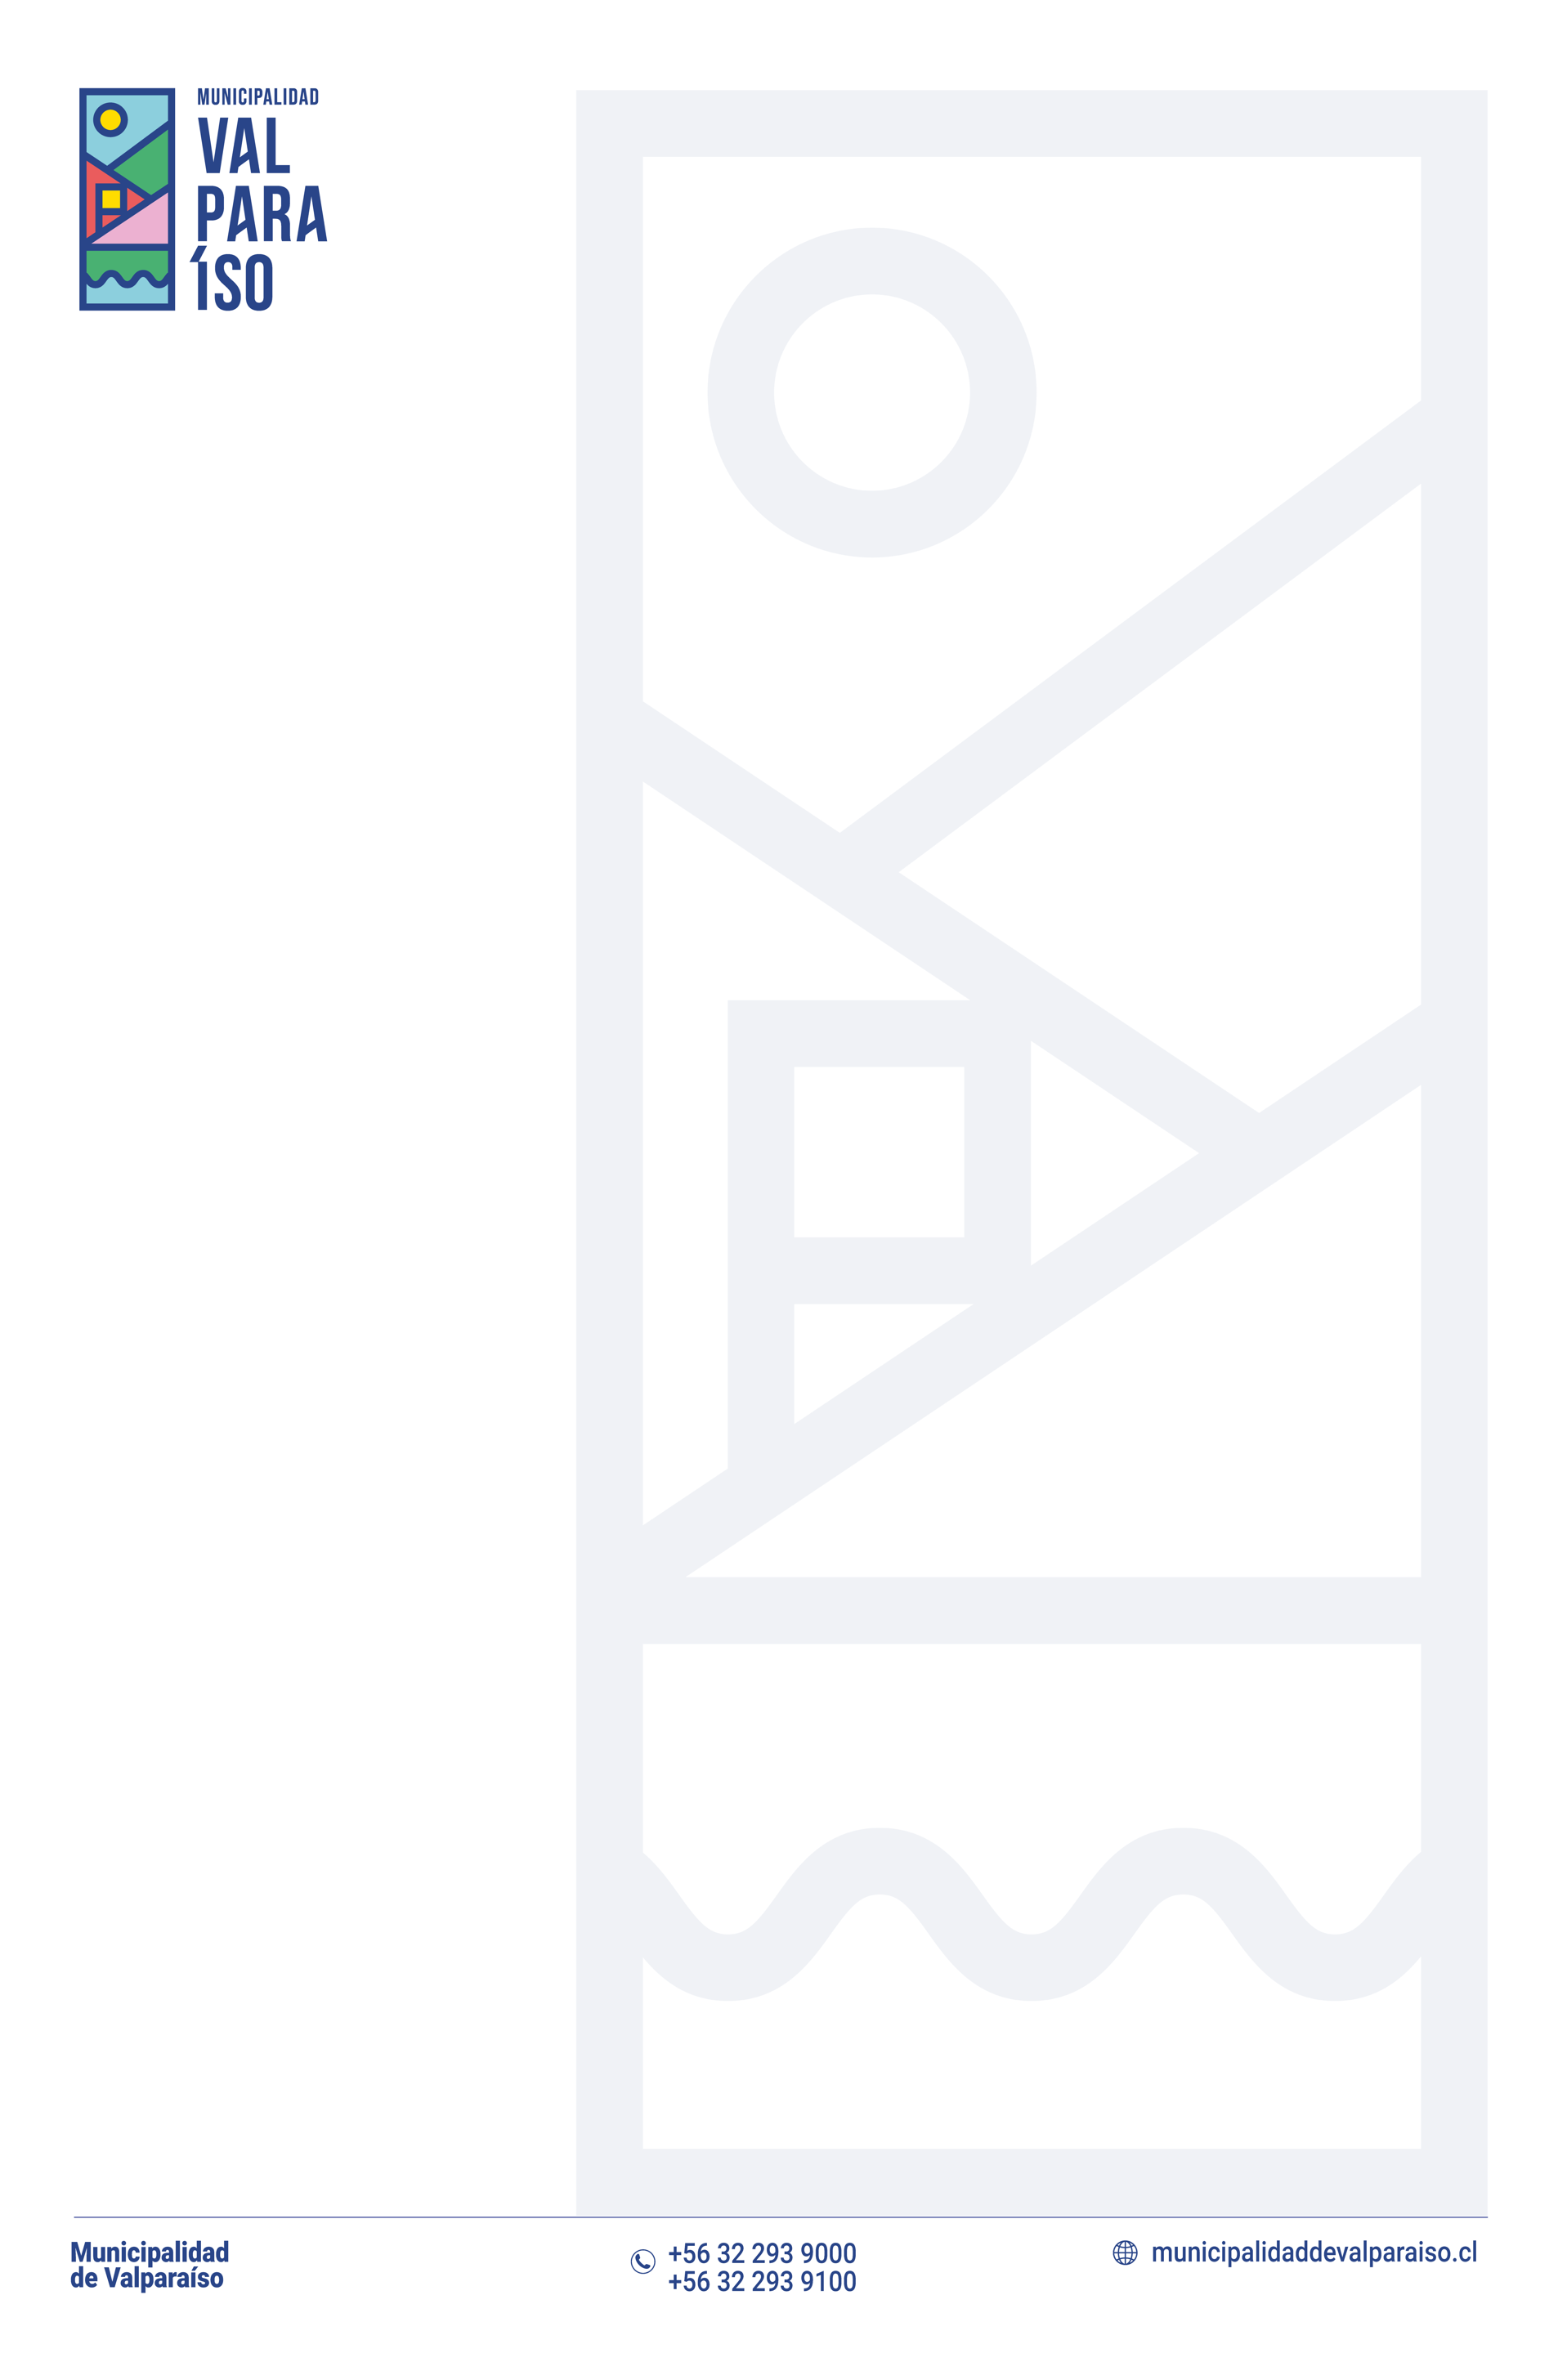 MUNICIPALIDAD
VAL
PARA
ÍSO
Municipalidad
de Valparaíso
+56 32 293 9000
+56 32 293 9100
municipalidaddevalparaiso.cl